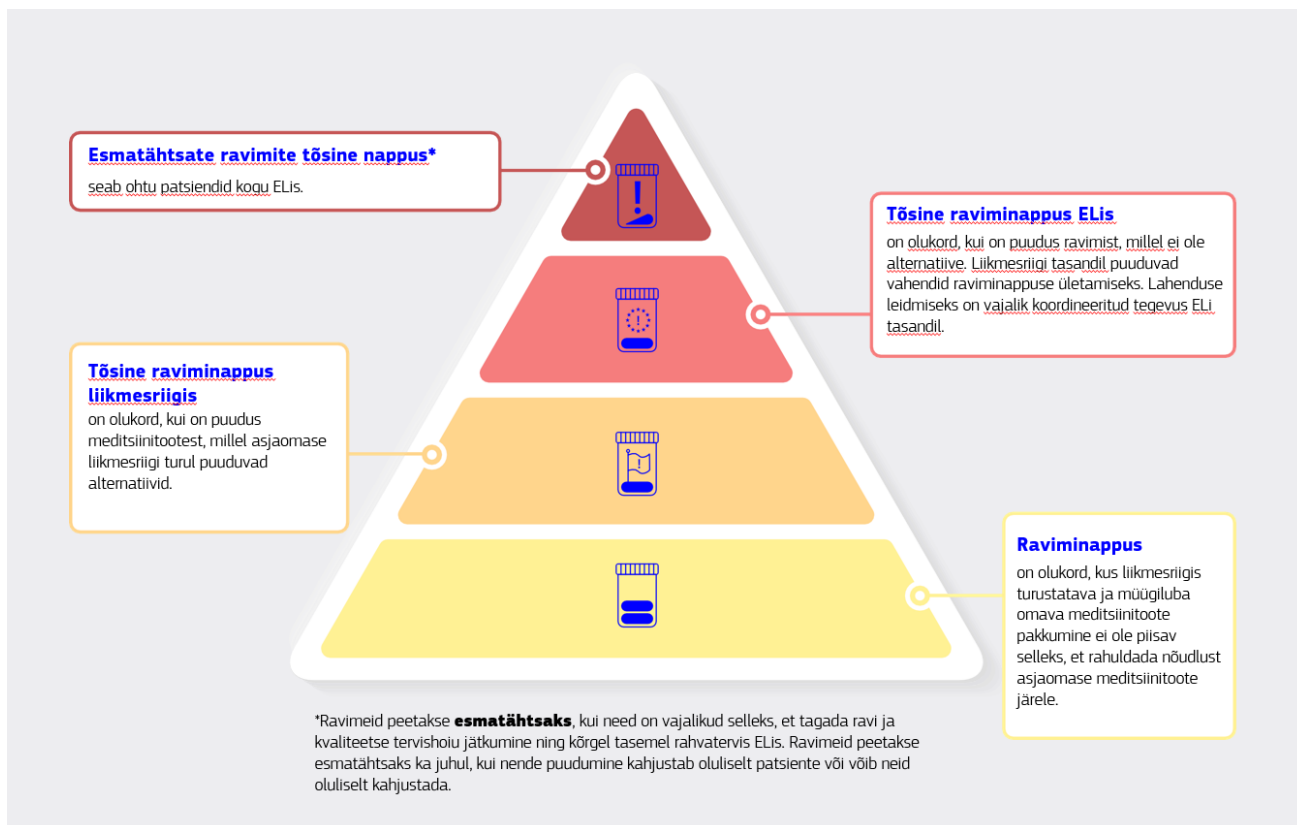 Esmatähtsate ravimite tõsine nappus*
seab ohtu patsiendid kogu ELis.
Tõsine raviminappus ELis
on olukord, kui on puudus ravimist, millel ei ole
alternatiive. Liikmesriigi tasandil puuduvad
vahendid raviminappuse ületamiseks. Lahenduse
leidmiseks on vajalik koordineeritud tegevus ELi
tasandil.
Tõsine raviminappus
liikmesriigis
on olukord, kui on puudus
meditsiinitootest, millel asjaomase
liikmesriigi turul puuduvad
alternatiivid.
Raviminappus
on olukord, kus liikmesriigis
turustatava ja müügiluba
omava meditsiinitoote
pakkumine ei ole piisav
selleks, et rahuldada nõudlust
asjaomase meditsiinitoote
järele.
*Ravimeid peetakse esmatähtsaks, kui need on vajalikud selleks, et tagada ravi ja
kvaliteetse tervishoiu jätkumine ning kõrgel tasemel rahvatervis ELis. Ravimeid peetakse
esmatähtsaks ka juhul, kui nende puudumine kahjustab oluliselt patsiente või võib neid
oluliselt kahjustada.